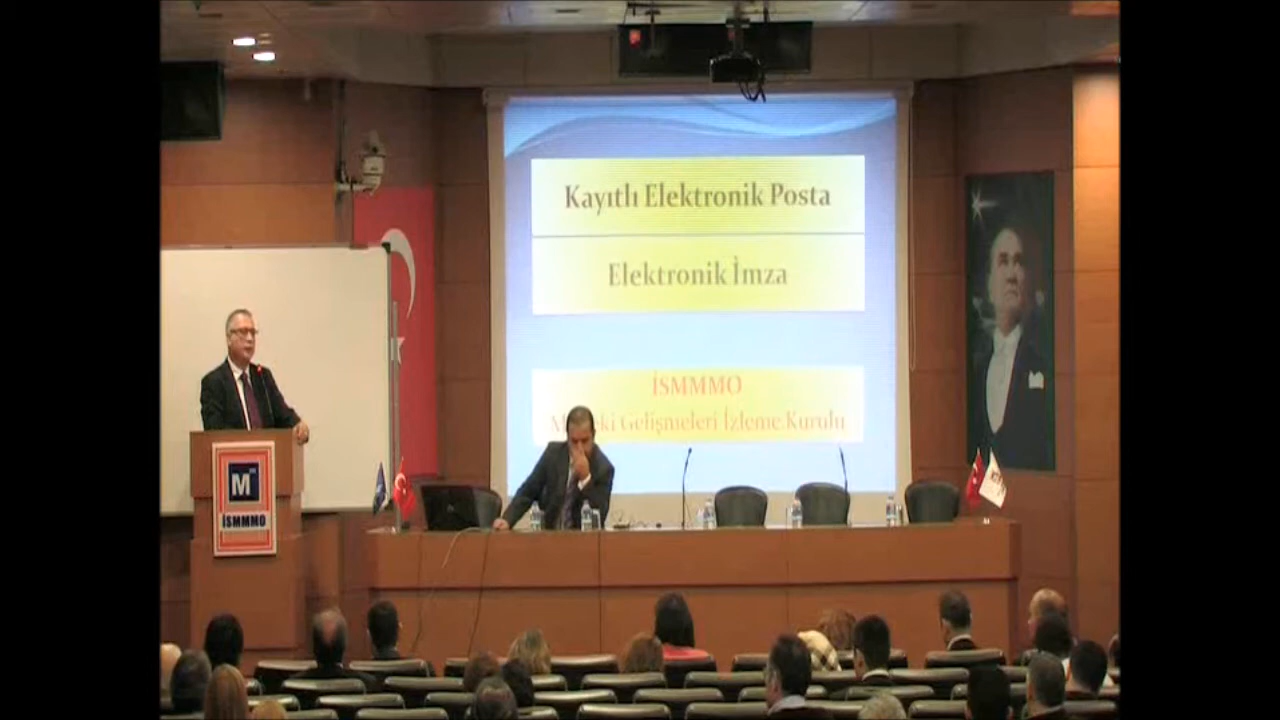 Kayıtlı Elektronik Posta
Elektronik İmza
İSMMMO
Gelişmeleri İzleme Kurulu
M
İSMMMO